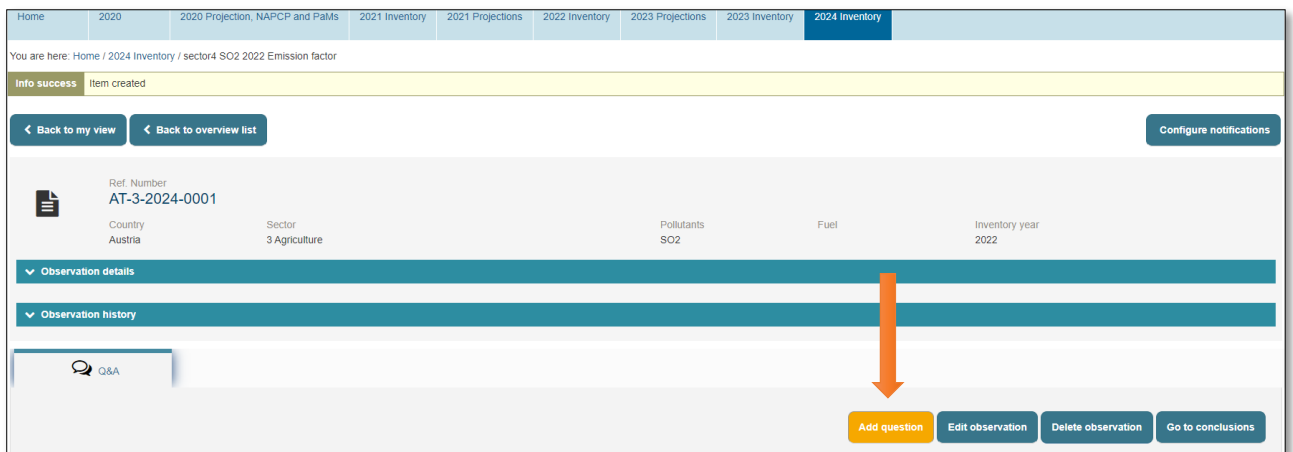 Home 2020 2020 Projection, NAPCP and PaMs 2021 Inventory 2021 Projections 2022 Inventory 2023 Projections 2023 Inventory 2024 Inventory
You are here: Home / 2024 Inventory / sector4 SO2 2022 Emission factor
Info success Item created
Back to my view Back to overview list Configure notifications
Ref. Number
AT-3-2024-0001
Country Sector Pollutants Fuel Inventory year
Austria 3 Agriculture SO2 2022
Observation details
Observation history
Q&A
Add question Edit observation Delete observation Go to conclusions